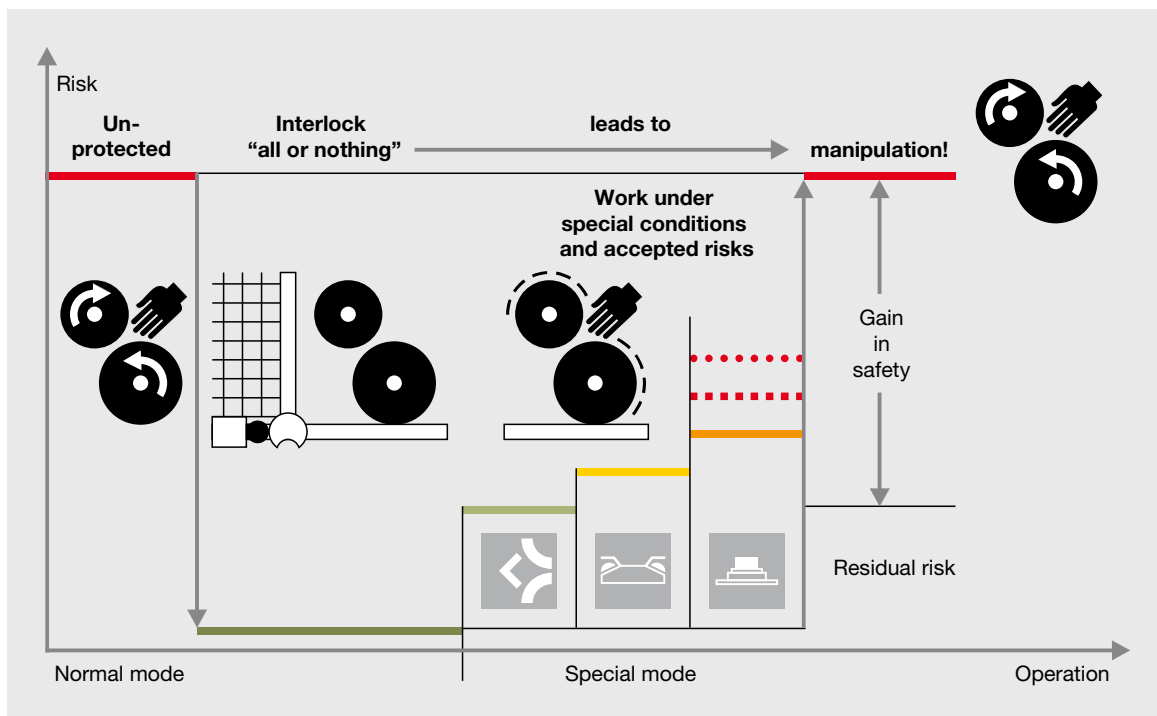 Risk
Un-
protected
Interlock
“all or nothing”
leads to
manipulation!
Work under
special conditions
and accepted risks
Gain
in
safety
Residual risk
Normal mode
Special mode
Operation